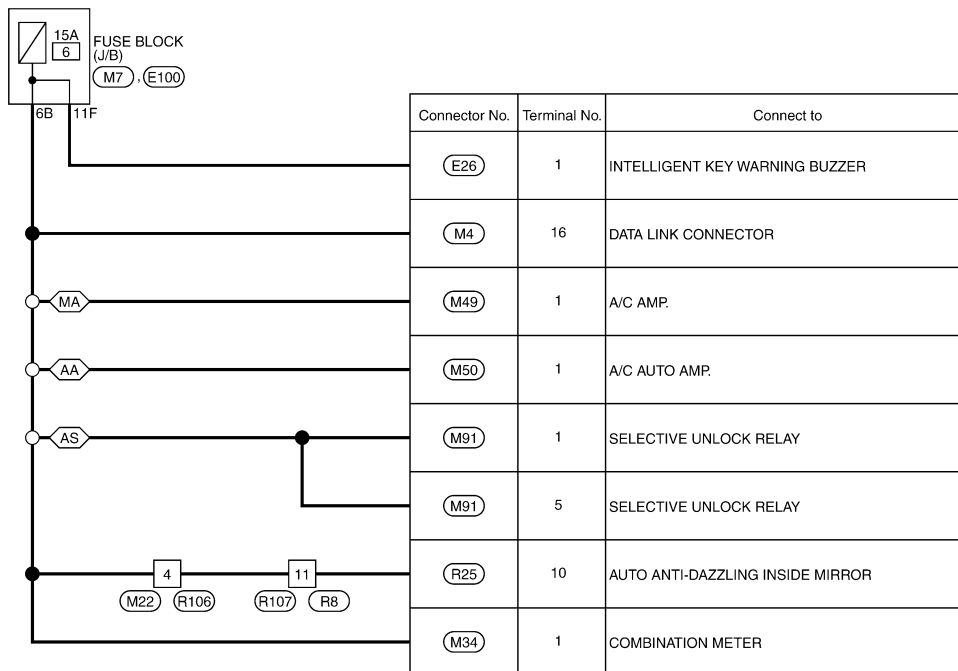 15A
6
FUSE BLOCK
(J/B)
M7 , E100
6B 11F
Connector No. Terminal No. Connect to
E26 1 INTELLIGENT KEY WARNING BUZZER
M4 16 DATA LINK CONNECTOR
MA M49 1 A/C AMP.
AA M50 1 A/C AUTO AMP.
AS M91 1 SELECTIVE UNLOCK RELAY
M91 5 SELECTIVE UNLOCK RELAY
4 11 R25 10 AUTO ANTI-DAZZLING INSIDE MIRROR
M22 R106 R107 R8
M34 1 COMBINATION METER